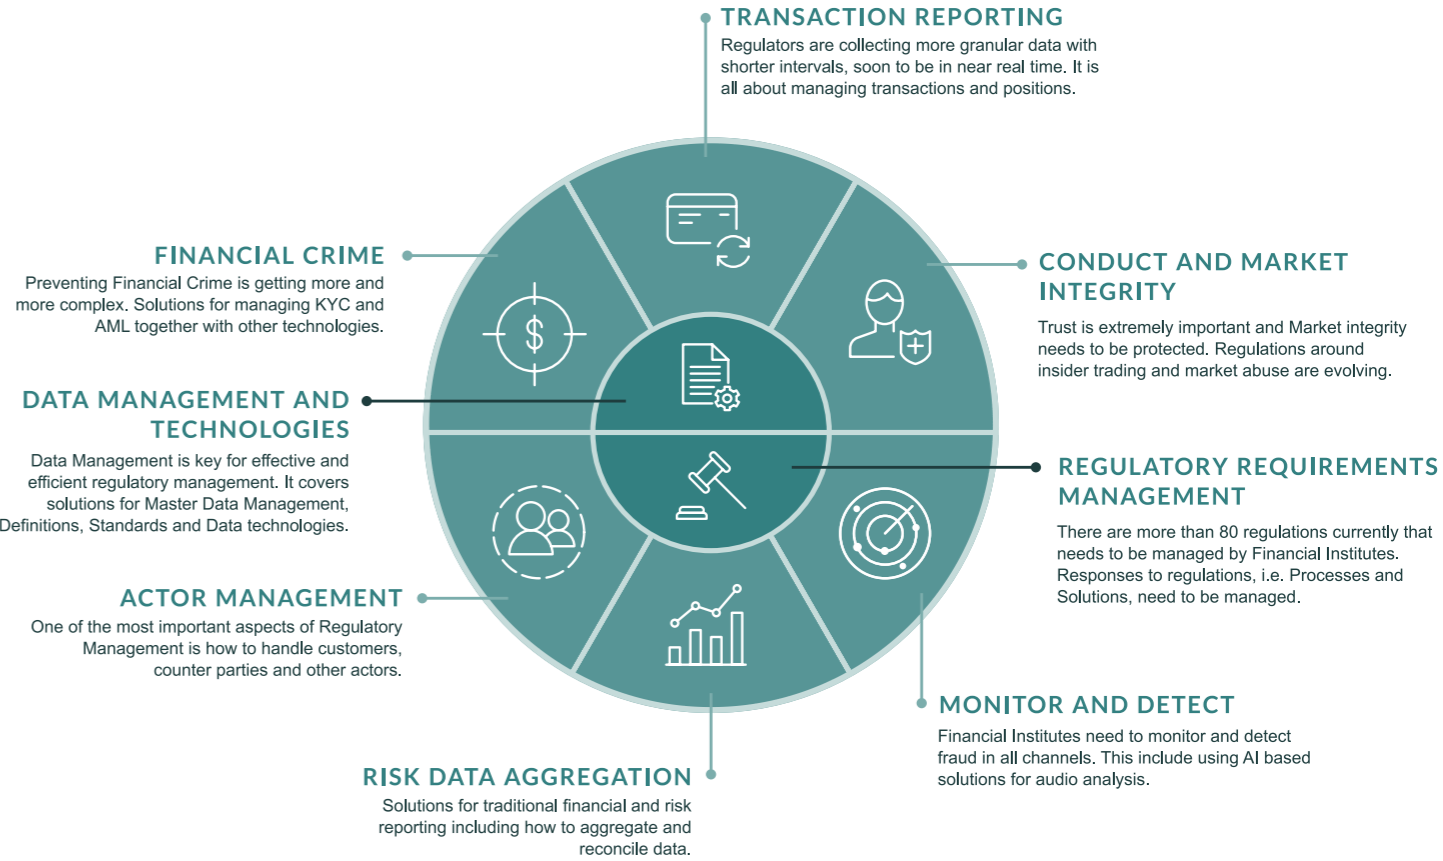 TRANSACTION REPORTING
Regulators are collecting more granular data with
shorter intervals, soon to be in near real time. It is
all about managing transactions and positions.
FINANCIAL CRIME
Preventing Financial Crime is getting more and
more complex. Solutions for managing KYC and
AML together with other technologies.
CONDUCT AND MARKET
INTEGRITY
Trust is extremely important and Market integrity
needs to be protected. Regulations around
insider trading and market abuse are evolving.
$
DATA MANAGEMENT AND
TECHNOLOGIES
Data Management is key for effective and
efficient regulatory management. It covers
solutions for Master Data Management,
Definitions, Standards and Data technologies.
REGULATORY REQUIREMENTS
MANAGEMENT
There are more than 80 regulations currently that
needs to be managed by Financial Institutes.
Responses to regulations, i.e. Processes and
Solutions, need to be managed.
ACTOR MANAGEMENT
One of the most important aspects of Regulatory
Management is how to handle customers,
counter parties and other actors.
MONITOR AND DETECT
Financial Institutes need to monitor and detect
fraud in all channels. This include using AI based
solutions for audio analysis.
RISK DATA AGGREGATION
Solutions for traditional financial and risk
reporting including how to aggregate and
reconcile data.